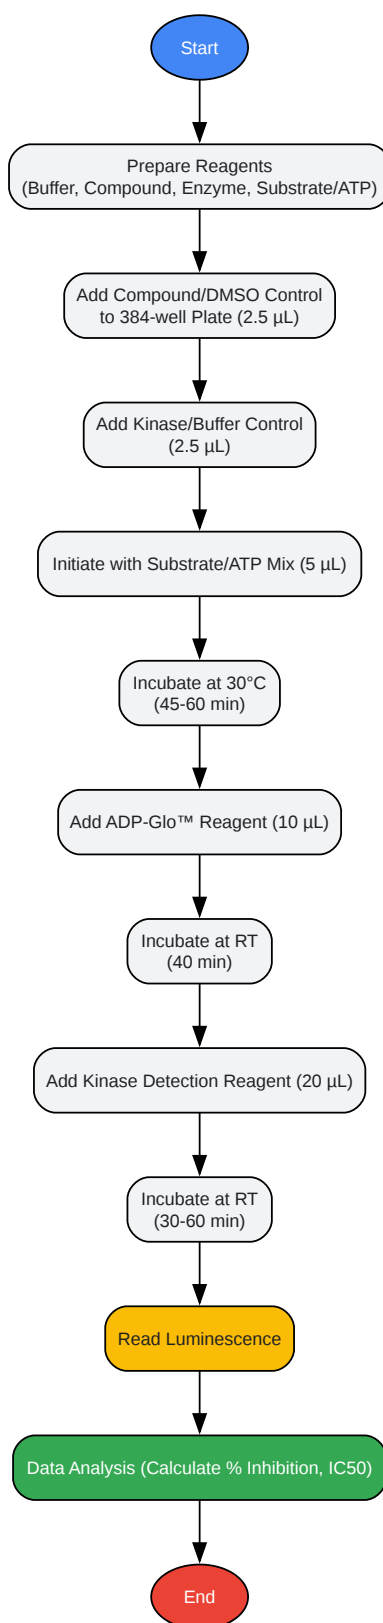 Start
Prepare Reagents
(Buffer, Compound, Enzyme, Substrate/ATP)
Add Compound/DMSO Control
to 384-well Plate (2.5 µL)
Add Kinase/Buffer Control
(2.5 µL)
Initiate with Substrate/ATP Mix (5 µL)
Incubate at 30°C
(45-60 min)
Add ADP-Glo™ Reagent (10 µL)
Incubate at RT
(40 min)
Add Kinase Detection Reagent (20 µL)
Incubate at RT
(30-60 min)
Read Luminescence
Data Analysis (Calculate % Inhibition, IC50)
End